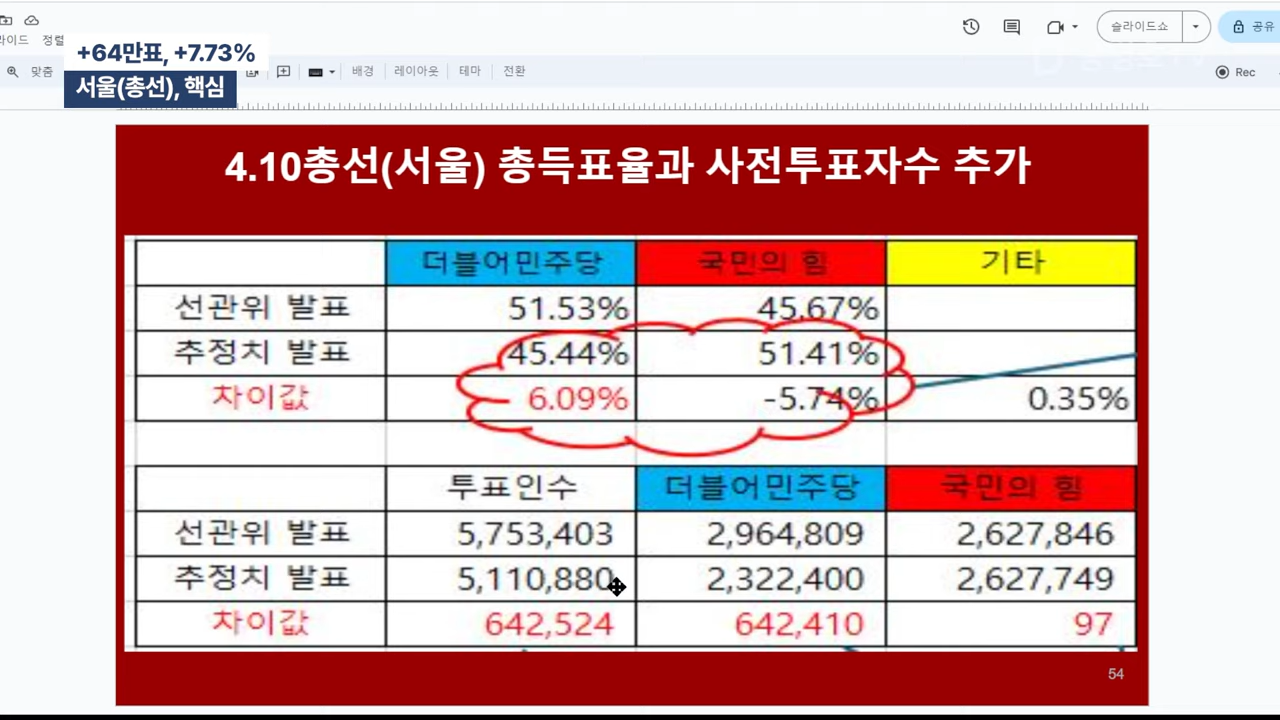 +64만표, +7.73%
서울(총선), 핵심
라이드 정렬
슬라이드쇼
공유
맞춤
배경 레이아웃 테마 전환
Rec
4.10총선(서울) 총득표율과 사전투표자수 추가
더불어민주당 국민의 힘 기타
선관위 발표 51.53% 45.67%
추정치 발표 45.44% 51.41%
차이값 6.09% -5.74% 0.35%
투표인수 더불어민주당 국민의 힘
선관위 발표 5,753,403 2,964,809 2,627,846
추정치 발표 5,110,880 2,322,400 2,627,749
차이값 642,524 642,410 97
54